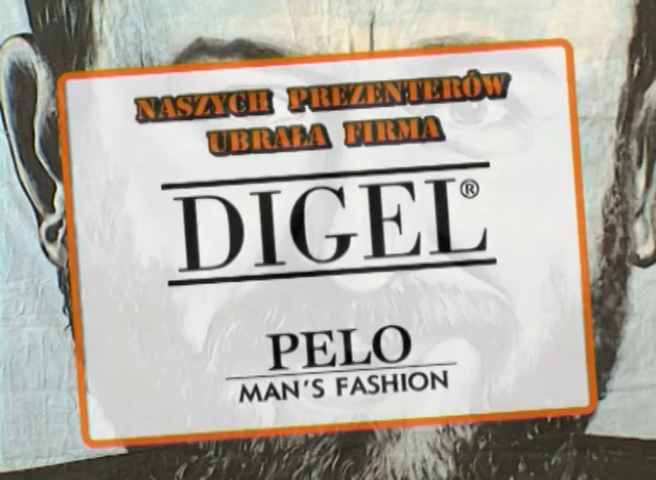 NASZYCH PREZENTERÓW
UBRAŁA FIRMA
DIGEL®
PELO
MAN'S FASHION